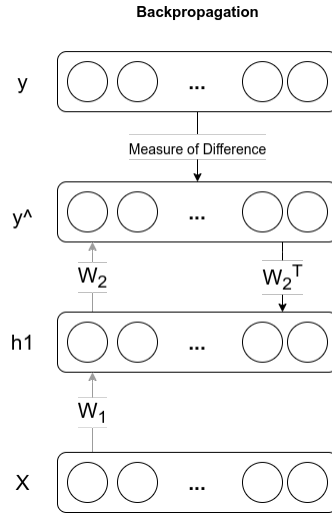 Backpropagation
y
...
Measure of Difference
y^
...
W₂
W₂ᵀ
h1
...
W₁
X
...